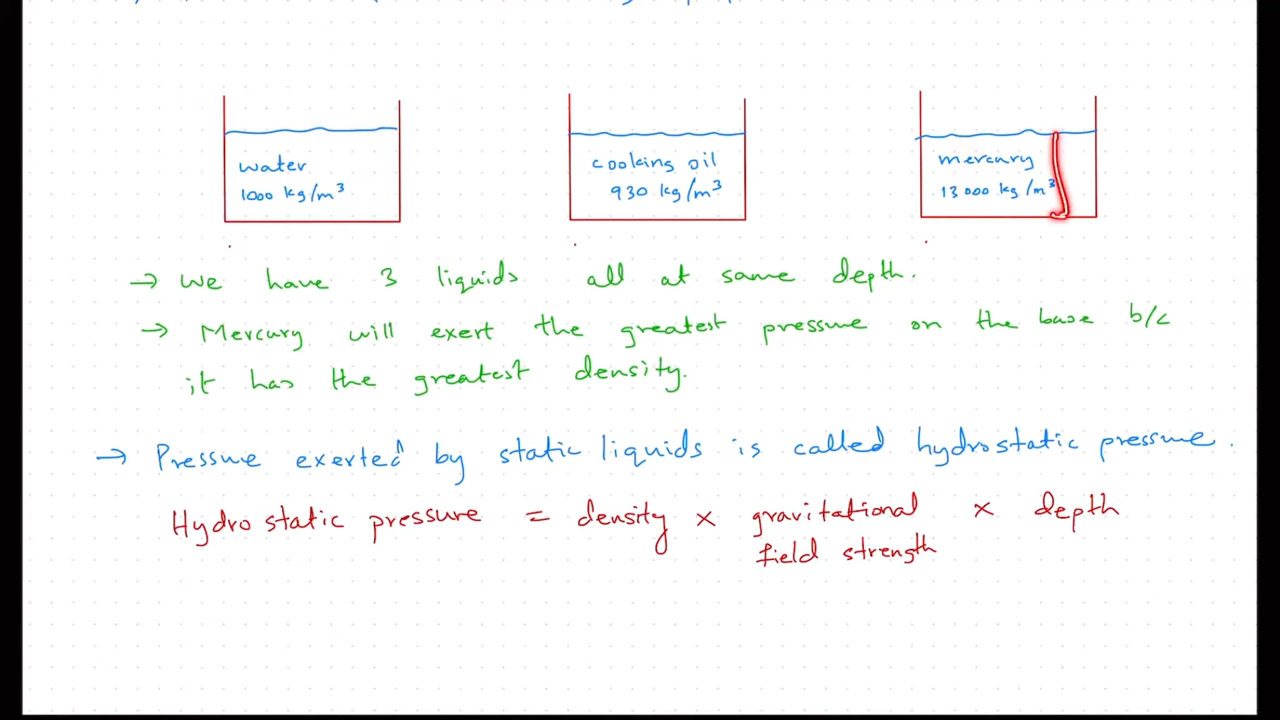 water
1000 kg/m³
cooking oil
930 kg/m³
mercury
13000 kg/m³
→ We have 3 liquids all at same depth.
→ Mercury will exert the greatest pressure on the base b/c
it has the greatest density.
→ Pressure exerted by static liquids is called hydrostatic pressure.
Hydrostatic pressure = density × gravitational × depth
field strength